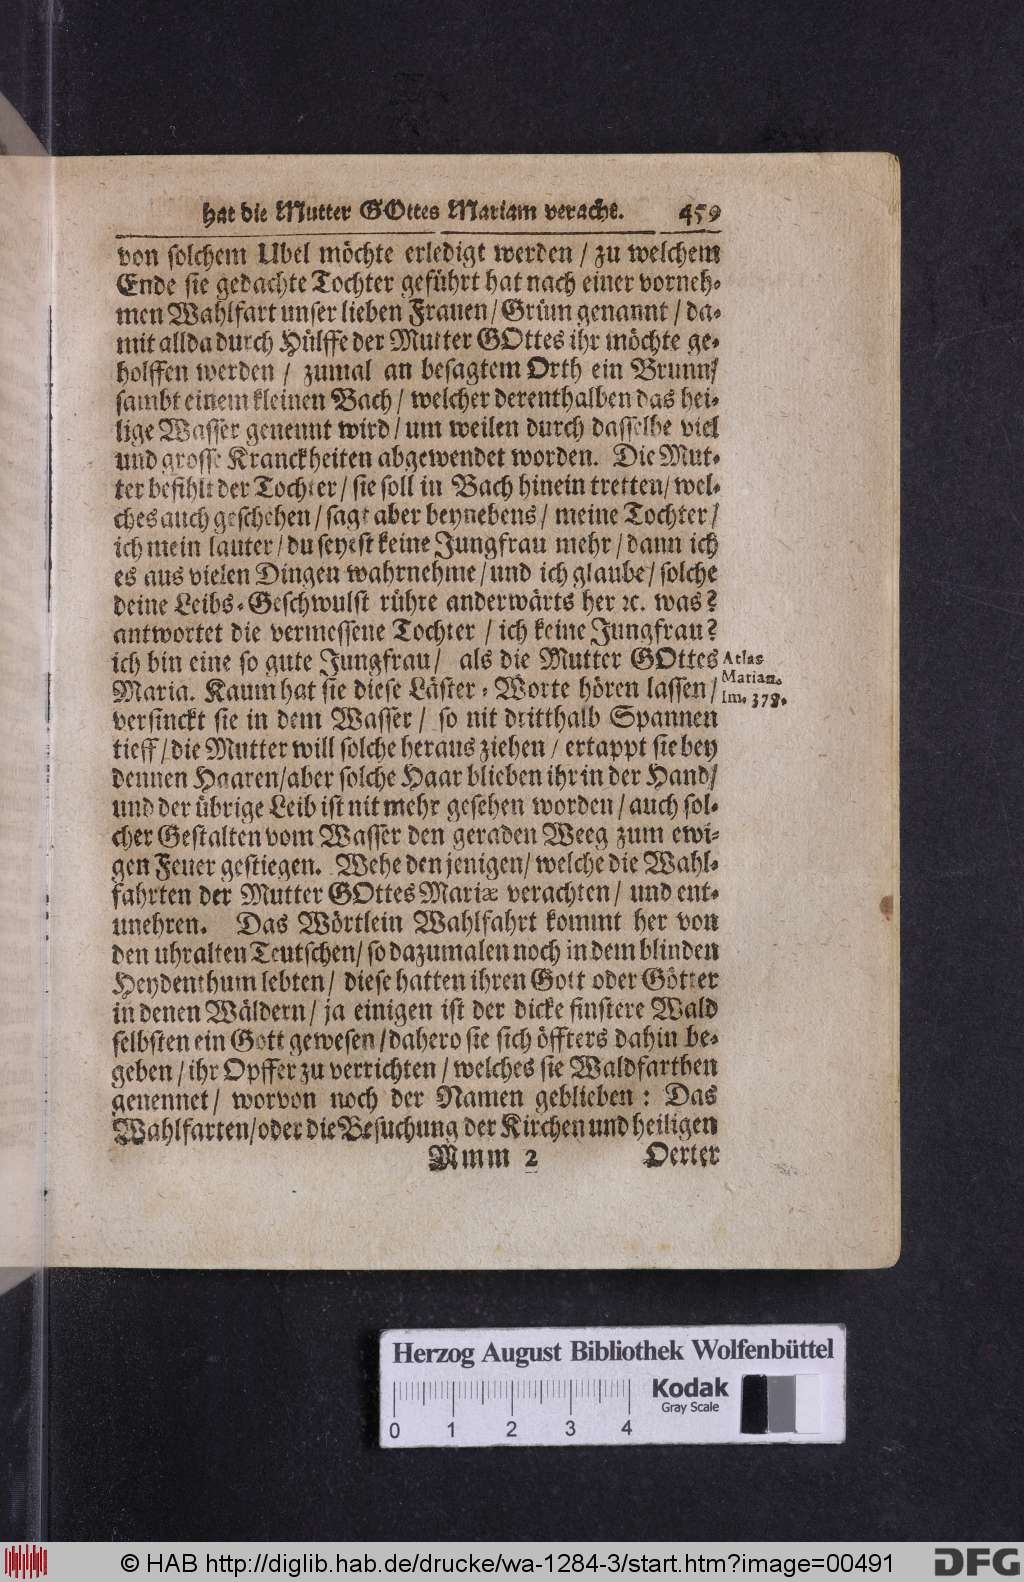 hat die Mutter GOttes Mariam veracht. 459
von solchem Ubel möchte erledigt werden / zu welchem
Ende sie gedachte Tochter geführt hat nach einer vorneh-
men Wahlfart unser lieben Frauen / Grün genannt / da-
mit allda durch Hülffe der Mutter GOttes ihr möchte ge-
holffen werden / zumal an besagtem Orth ein Brunn /
sambt einem kleinen Bach / welcher derenthalben das hei-
lige Wasser genennt wird / um weilen durch dasselbe viel
und grosse Kranckheiten abgewendet worden. Die Mut-
ter befihlt der Tochter / sie soll in Bach hinein tretten / wel-
ches auch geschehen / sagt aber beynebens / meine Tochter /
ich mein lauter / du seyest keine Jungfrau mehr / dann ich
es aus vielen Dingen wahrnehme / und ich glaube / solche
deine Leibs-Geschwulst rühre anderwärts her ꝛc. was?
antwortet die vermessene Tochter / ich keine Jungfrau?
ich bin eine so gute Jungfrau / als die Mutter GOttes
Maria. Kaum hat sie diese Läster-Worte hören lassen /
Atlas
Marian.
Im. 378.
versinckt sie in dem Wasser / so nit dritthalb Spannen
tieff / die Mutter will solche heraus ziehen / ertappt sie bey
dennen Haaren / aber solche Haar blieben ihr in der Hand /
und der übrige Leib ist nit mehr gesehen worden / auch sol-
cher Gestalten vom Wasser den geraden Weeg zum ewi-
gen Feuer gestiegen. Wehe denjenigen / welche die Wahl-
fahrten der Mutter GOttes Mariæ verachten / und ent-
unehren. Das Wörtlein Wahlfahrt kommt her von
den uhralten Teutschen / so dazumalen noch in dem blinden
Heydenthum lebten / diese hatten ihren Gott oder Götter
in denen Wäldern / ja einigen ist der dicke finstere Wald
selbsten ein Gott gewesen / dahero sie sich öffters dahin be-
geben / ihr Opffer zu verrichten / welches sie Waldfarthen
genennet / worvon noch der Namen geblieben: Das
Wahlfarten / oder die Besuchung der Kirchen und heiligen
Mmm 2 Oerter
Herzog August Bibliothek Wolfenbüttel
0 1 2 3 4
Kodak
Gray Scale
© HAB http://diglib.hab.de/drucke/wa-1284-3/start.htm?image=00491
DFG